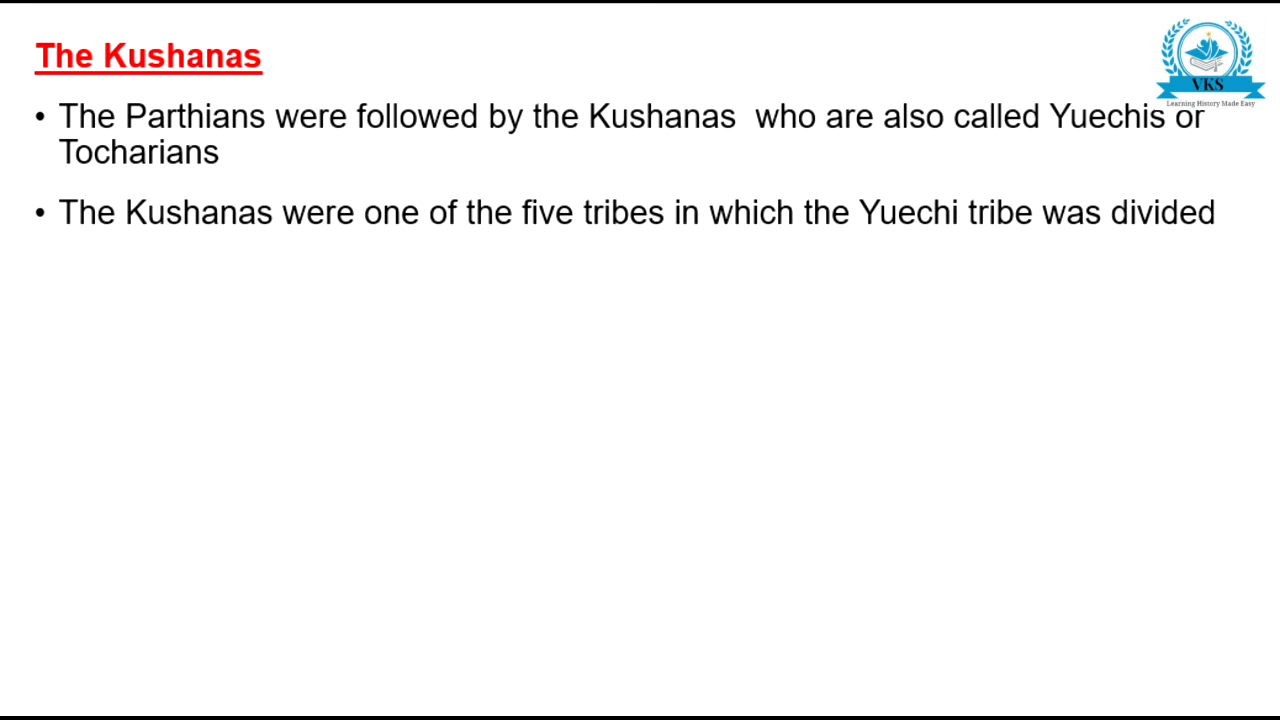 The Kushanas
VKS
Learning History Made Easy
• The Parthians were followed by the Kushanas  who are also called Yuechis or
Tocharians
• The Kushanas were one of the five tribes in which the Yuechi tribe was divided